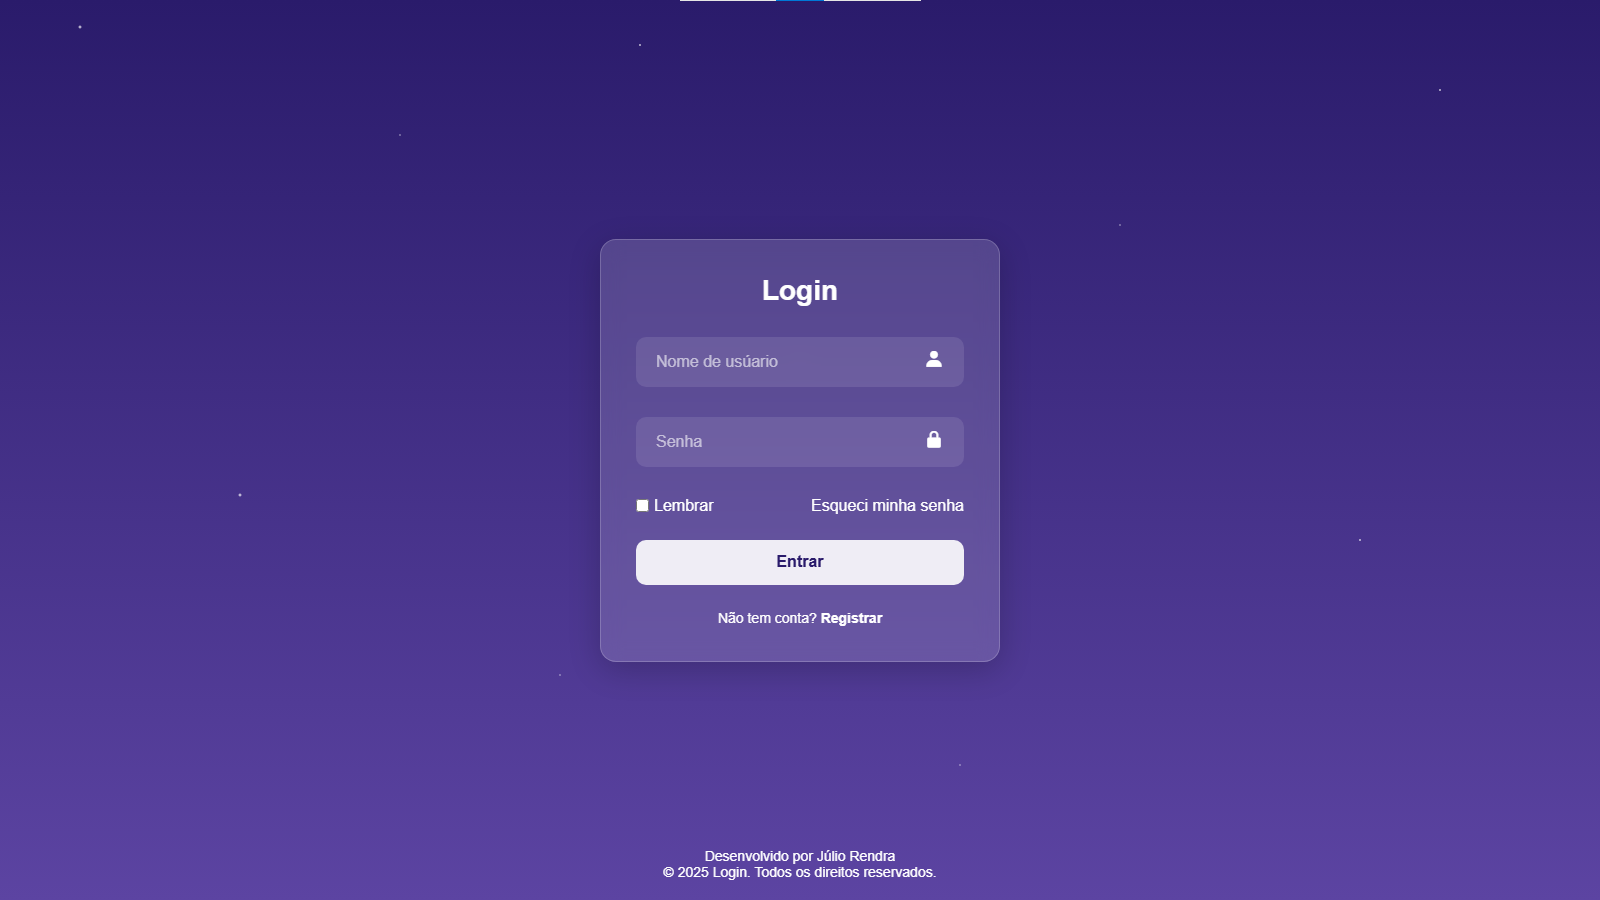 Login
Nome de usúario
Senha
Lembrar
Esqueci minha senha
Entrar
Não tem conta? Registrar
Desenvolvido por Júlio Rendra
© 2025 Login. Todos os direitos reservados.